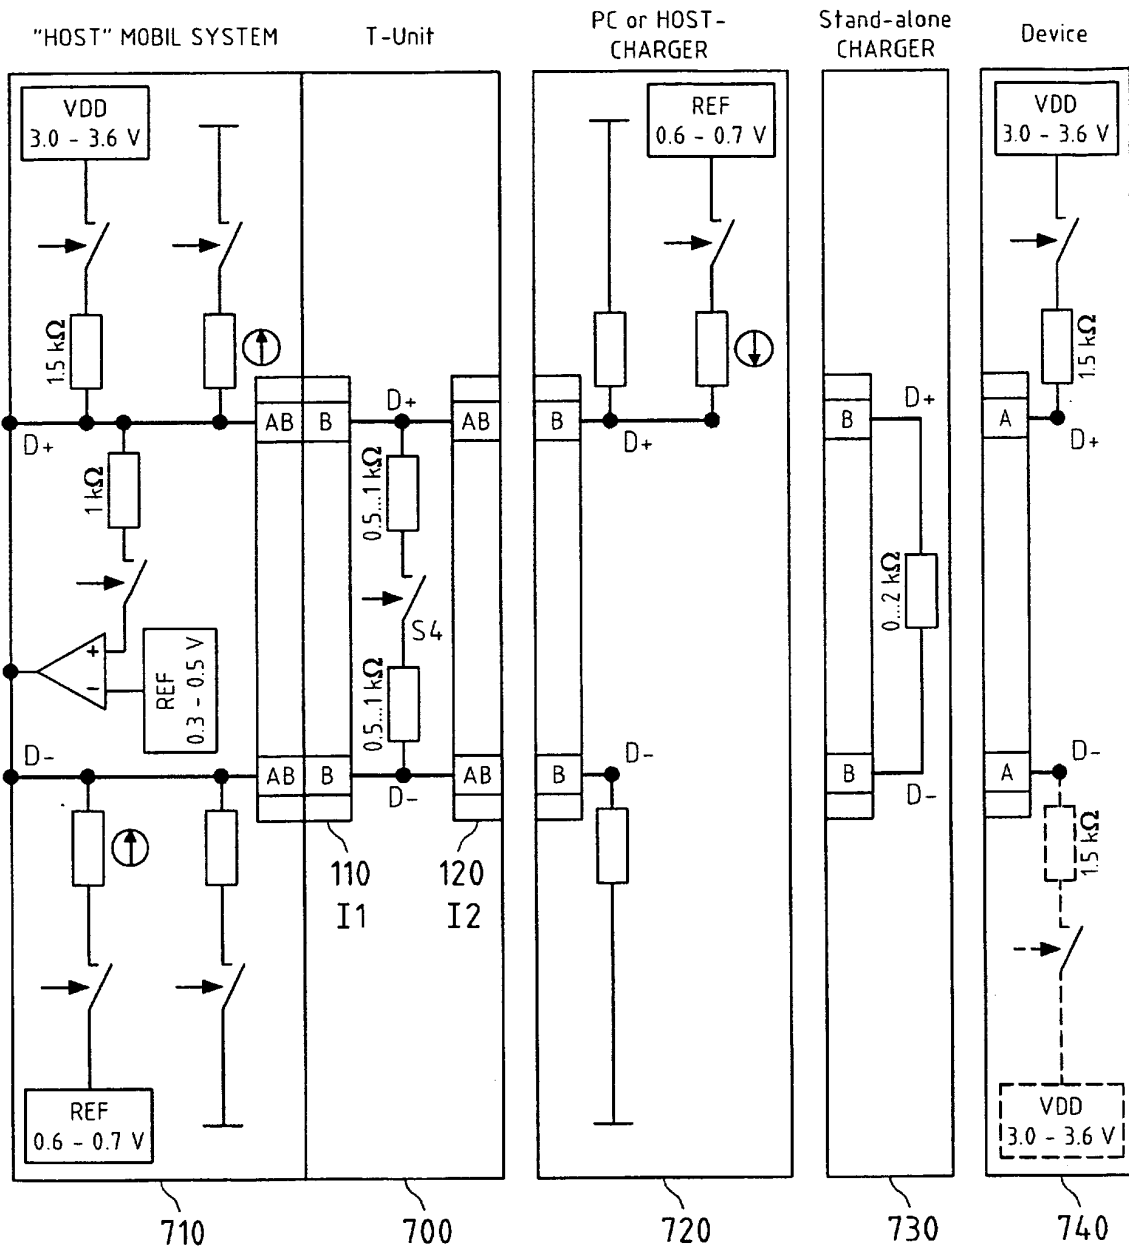 "HOST" MOBIL SYSTEM
T-Unit
PC or HOST-
CHARGER
Stand-alone
CHARGER
Device
VDD
3.0 - 3.6 V
REF
0.6 - 0.7 V
VDD
3.0 - 3.6 V
1.5 kΩ
1.5 kΩ
D+
AB
B
D+
AB
B
D+
B
D+
A
D+
1 kΩ
0.5...1 kΩ
S4
0...2 kΩ
+
-
REF
0.3 - 0.5 V
0.5...1 kΩ
D-
AB
B
D-
AB
B
D-
B
D-
A
D-
1.5 kΩ
110
I1
120
I2
REF
0.6 - 0.7 V
VDD
3.0 - 3.6 V
710
700
720
730
740